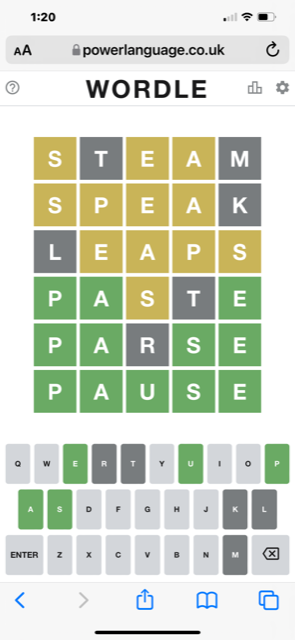 1:20
AA powerlanguage.co.uk
? WORDLE
S T E A M
S P E A K
L E A P S
P A S T E
P A R S E
P A U S E
Q W E R T Y U I O P
A S D F G H J K L
ENTER Z X C V B N M